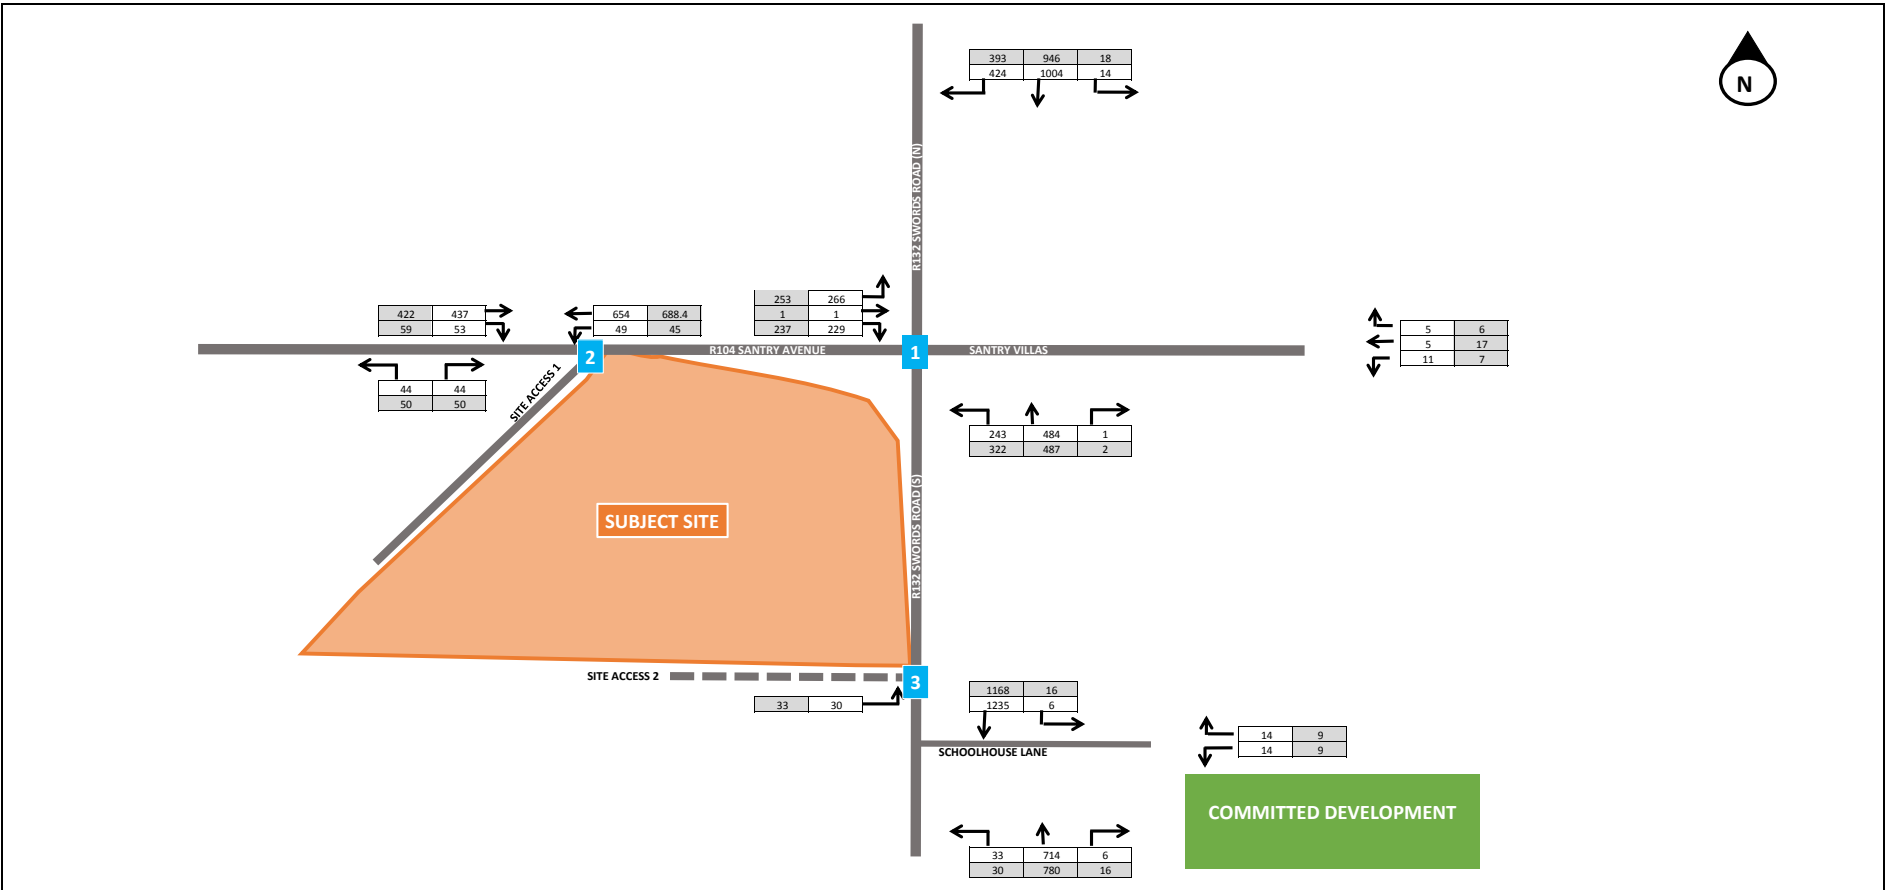 393 946 18
424 1004 14
N
R132 SWORDS ROAD (N)
253 266
1 1
237 229
422 437
59 53
654 688.4
49 45
5 6
5 17
11 7
2
R104 SANTRY AVENUE
1
SANTRY VILLAS
44 44
50 50
SITE ACCESS 1
243 484 1
322 487 2
R132 SWORDS ROAD (S)
SUBJECT SITE
SITE ACCESS 2
3
33 30
1168 16
1235 6
SCHOOLHOUSE LANE
14 9
14 9
COMMITTED DEVELOPMENT
33 714 6
30 780 16